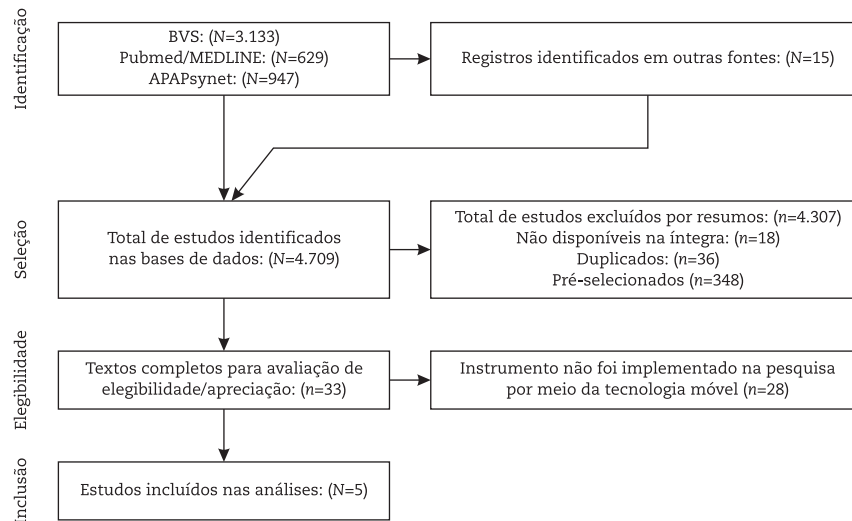 Identificação
BVS: (N=3.133)
Pubmed/MEDLINE: (N=629)
APAPsynet: (N=947)
Registros identificados em outras fontes: (N=15)
Seleção
Total de estudos identificados
nas bases de dados: (N=4.709)
Total de estudos excluídos por resumos: (n=4.307)
Não disponíveis na íntegra: (n=18)
Duplicados: (n=36)
Pré-selecionados (n=348)
Elegibilidade
Textos completos para avaliação de
elegibilidade/apreciação: (n=33)
Instrumento não foi implementado na pesquisa
por meio da tecnologia móvel (n=28)
Inclusão
Estudos incluídos nas análises: (N=5)